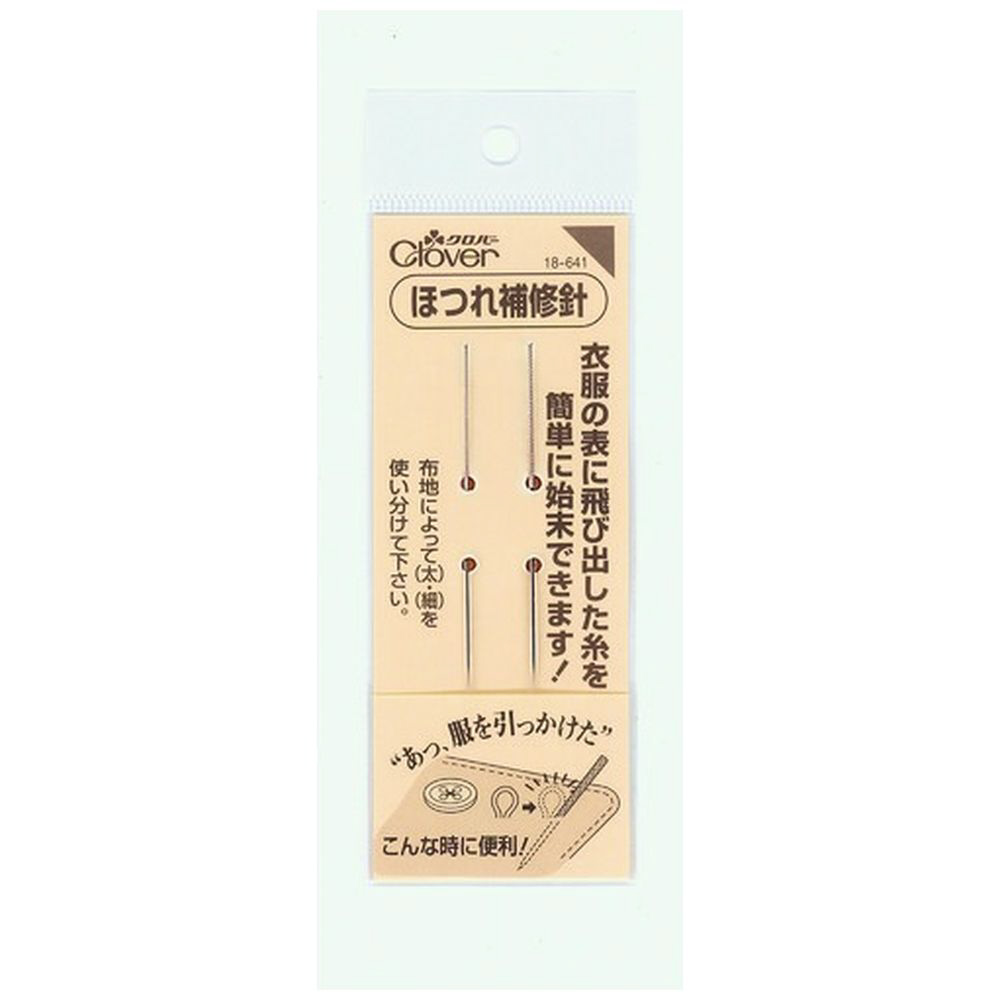 クロバー
Clover
18-641
ほつれ補修針
衣服の表に飛び出した糸を
簡単に始末できます!
布地によって(太)・(細)を
使い分けて下さい。
“あっ、服を引っかけた”
こんな時に便利!